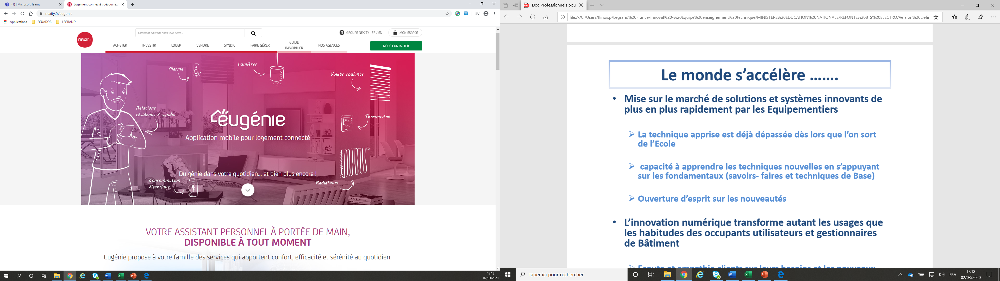 (1) | Microsoft Teams
Logement connecté : découvrez
nexity.fr/eugenie
Applications
ECUADOR
LEGRAND
nexity
Comment pouvons-nous vous aider ...
GROUPE NEXITY - FR / EN
MON ESPACE
ACHETER
INVESTIR
LOUER
VENDRE
SYNDIC
FAIRE GÉRER
GUIDE
IMMOBILIER
NOS AGENCES
NOUS CONTACTER
Alarme
Lumières
Volets roulants
Relations
résidents / syndic
Thermostat
eugénie
Application mobile pour logement connecté
Du génie dans votre quotidien... et bien plus encore !
Consommation
électrique
Radiateurs
VOTRE ASSISTANT PERSONNEL À PORTÉE DE MAIN,
DISPONIBLE À TOUT MOMENT
Eugénie propose à votre famille des services qui apportent confort, efficacité et sérénité au quotidien.
17:18
02/03/2020
Doc Professionnels pou
file:///C:/Users/flinoisp/Legrand%20France/Innoval%20-%20Equipe%20enseignement%20technique/MINISTERE%20EDUCATION%20NATIONALE/REFONTE%20BTS%20ELECTRO/Version%20Defin
Le monde s’accélère …….
• Mise sur le marché de solutions et systèmes innovants de
plus en plus rapidement par les Equipementiers
➢ La technique apprise est déjà dépassée dès lors que l’on sort
de l’Ecole
➢ capacité à apprendre les techniques nouvelles en s’appuyant
sur les fondamentaux (savoirs- faires et techniques de Base)
➢ Ouverture d’esprit sur les nouveautés
• L’innovation numérique transforme autant les usages que
les habitudes des occupants utilisateurs et gestionnaires
de Bâtiment
➢ Ecoute et empathie clients sur leurs besoins et les nouveaux
Taper ici pour rechercher
FRA
17:18
02/03/2020